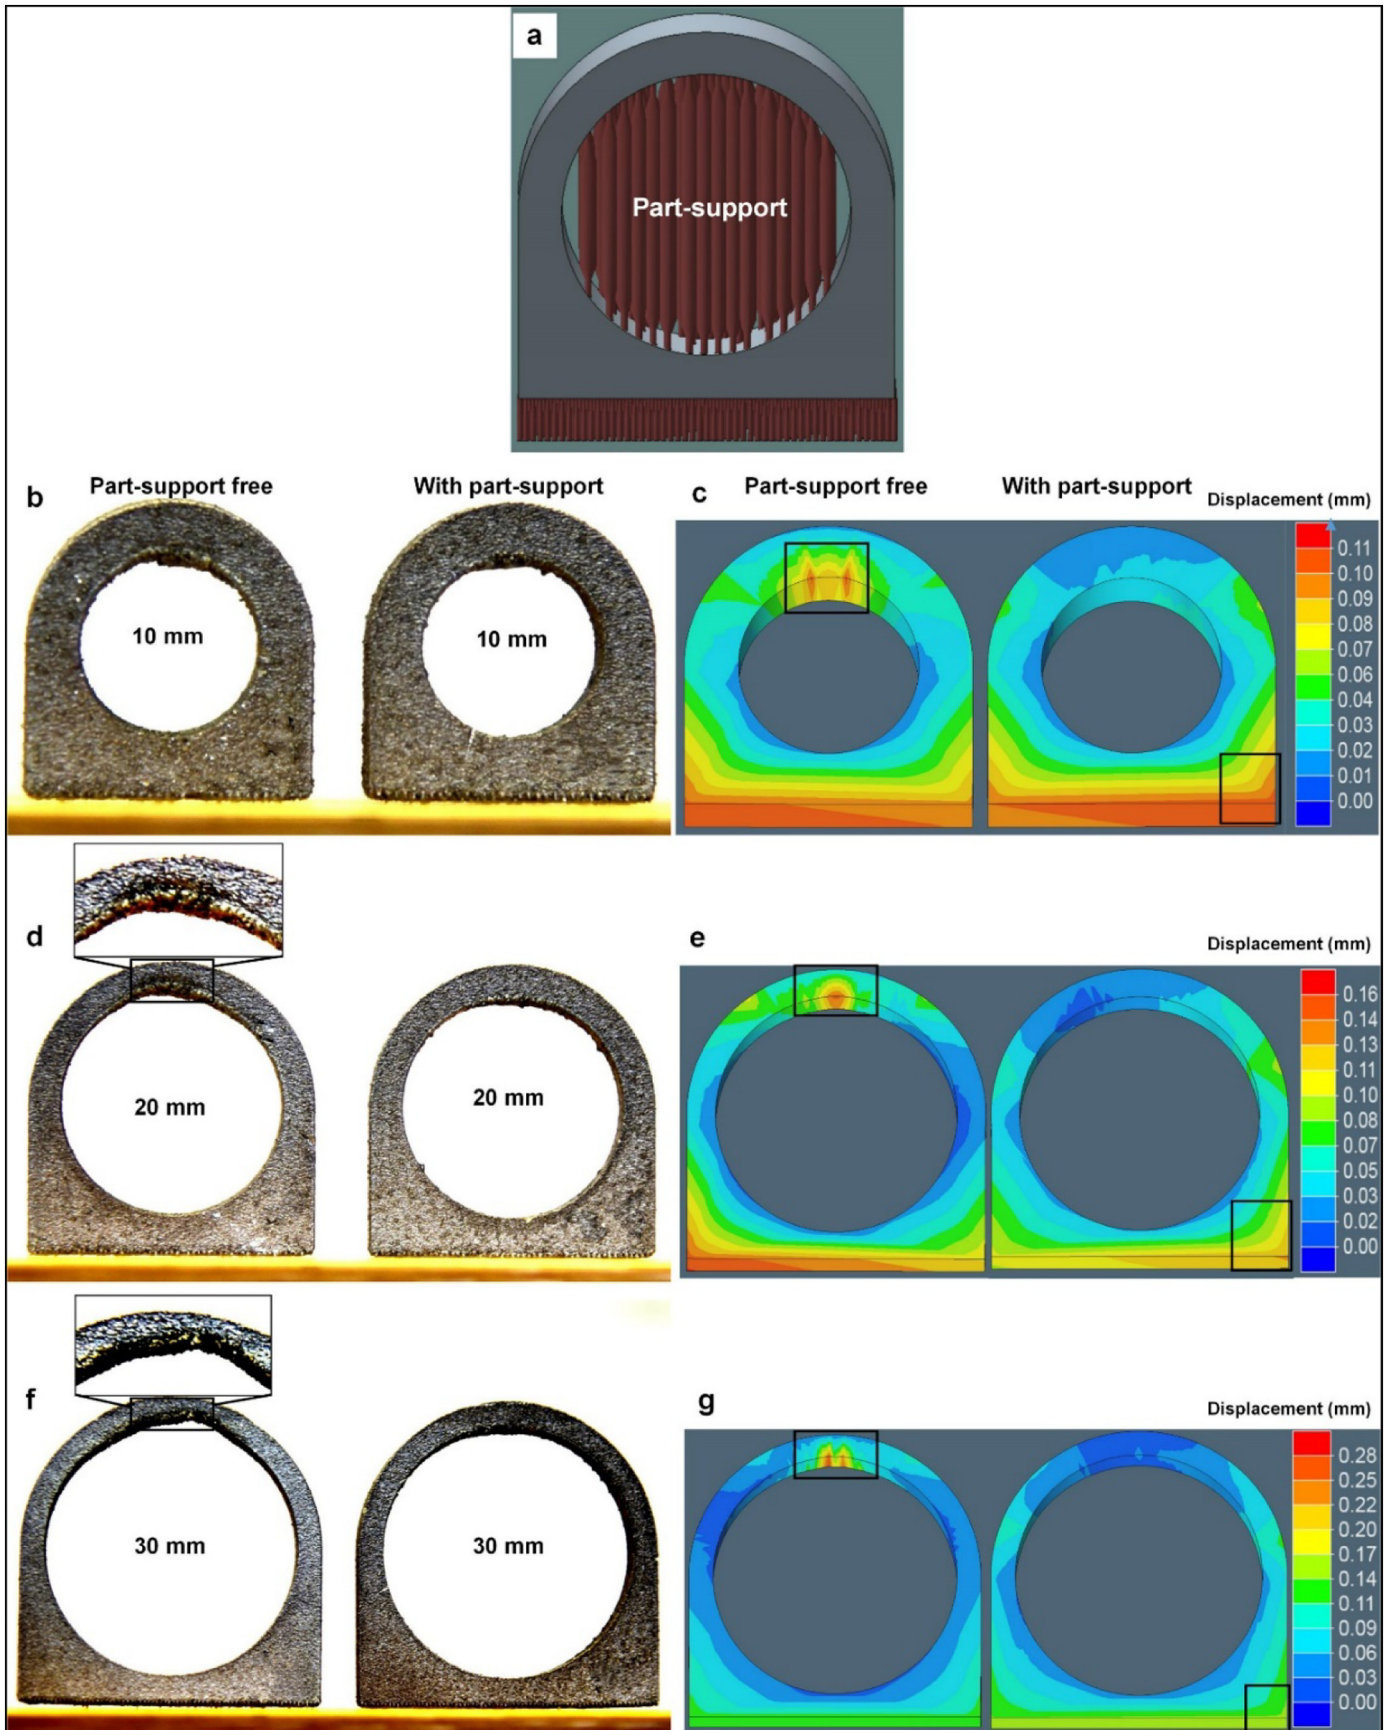 a
Part-support
b
Part-support free
With part-support
10 mm
10 mm
c
Part-support free
With part-support
Displacement (mm)
0.11
0.10
0.09
0.08
0.07
0.06
0.04
0.03
0.02
0.01
0.00
d
20 mm
20 mm
e
Displacement (mm)
0.16
0.14
0.13
0.11
0.10
0.08
0.07
0.05
0.03
0.02
0.00
f
30 mm
30 mm
g
Displacement (mm)
0.28
0.25
0.22
0.20
0.17
0.14
0.11
0.09
0.06
0.03
0.00